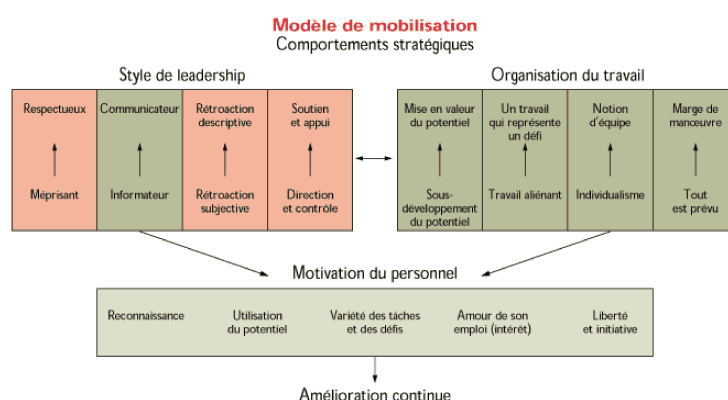 Modèle de mobilisation
Comportements stratégiques
Style de leadership
Organisation du travail
Respectueux
Communicateur
Rétroaction
descriptive
Soutien
et appui
Méprisant
Informateur
Rétroaction
subjective
Direction
et contrôle
Mise en valeur
du potentiel
Un travail
qui représente
un défi
Notion
d'équipe
Marge de
manœuvre
Sous-
développement
du potentiel
Travail aliénant
Individualisme
Tout
est prévu
Motivation du personnel
Reconnaissance
Utilisation
du potentiel
Variété des tâches
et des défis
Amour de son
emploi (intérêt)
Liberté
et initiative
Amélioration continue